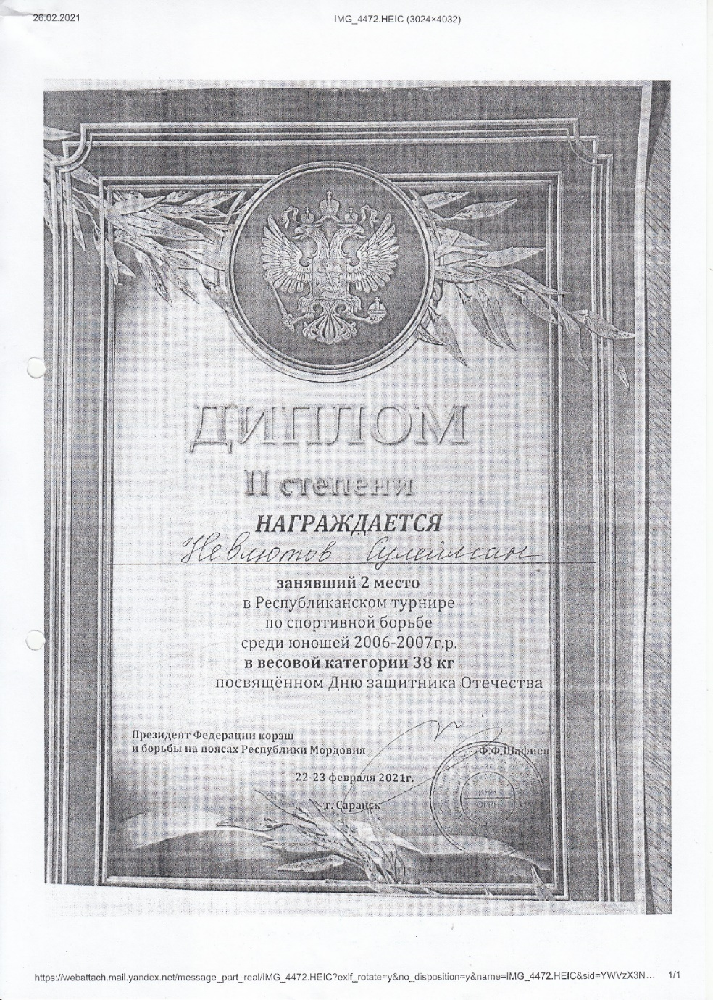 26.02.2021
IMG_4472.HEIC (3024×4032)
ДИПЛОМ
II степени
НАГРАЖДАЕТСЯ
Невлютов Сулейман
занявший 2 место
в Республиканском турнире
по спортивной борьбе
среди юношей 2006-2007г.р.
в весовой категории 38 кг
посвящённом Дню защитника Отечества
Президент Федерации корэш
и борьбы на поясах Республики Мордовия
Ф.Ф.Шафиев
22-23 февраля 2021г.
г. Саранск
ИНН
ОГРН
https://webattach.mail.yandex.net/message_part_real/IMG_4472.HEIC?exif_rotate=y&no_disposition=y&name=IMG_4472.HEIC&sid=YWVzX3N...
1/1